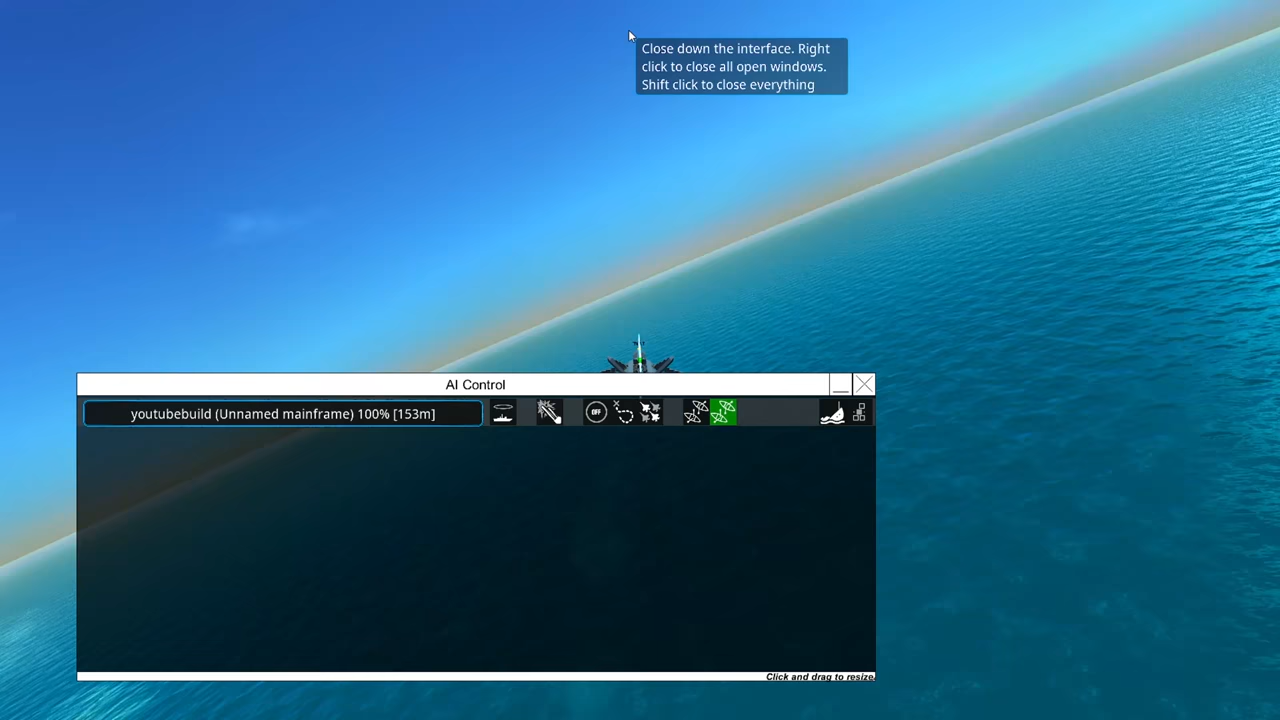 Close down the interface. Right
click to close all open windows.
Shift click to close everything
AI Control
youtubebuild (Unnamed mainframe) 100% [153m]
OFF
Click and drag to resize